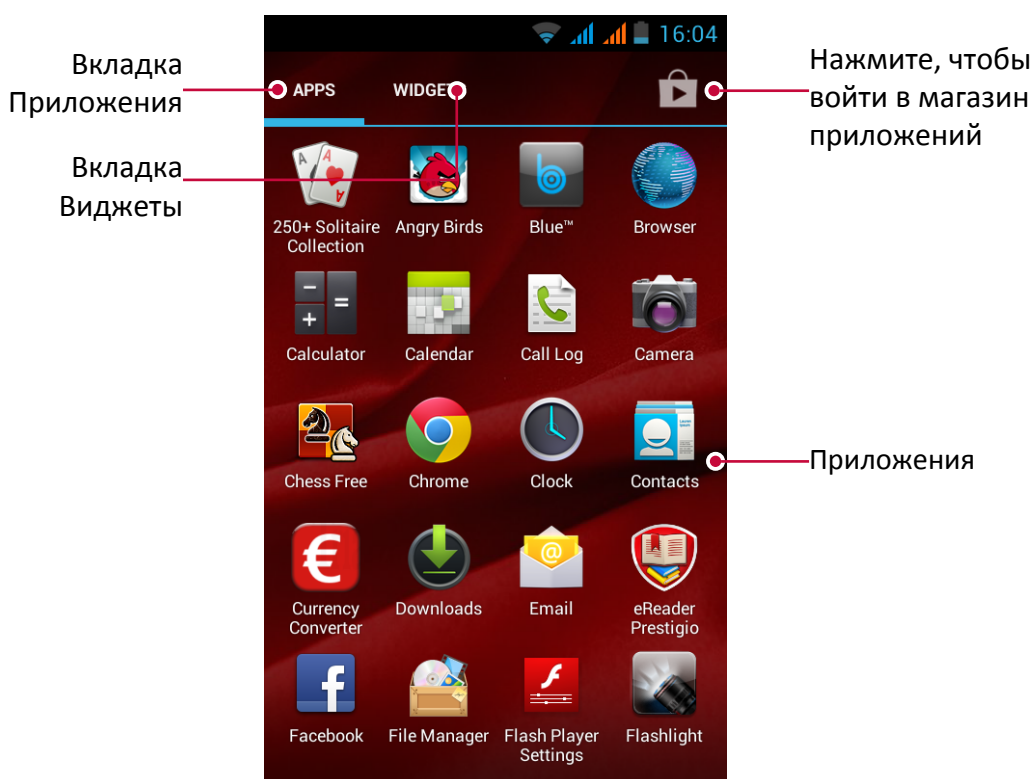 16:04
Вкладка
Приложения
APPS
WIDGETS
Нажмите, чтобы
войти в магазин
приложений
Вкладка
Виджеты
250+ Solitaire
Collection
Angry Birds
Blue™
Browser
Calculator
Calendar
Call Log
Camera
Chess Free
Chrome
Clock
Contacts
Приложения
Currency
Converter
Downloads
Email
eReader
Prestigio
Facebook
File Manager
Flash Player
Settings
Flashlight